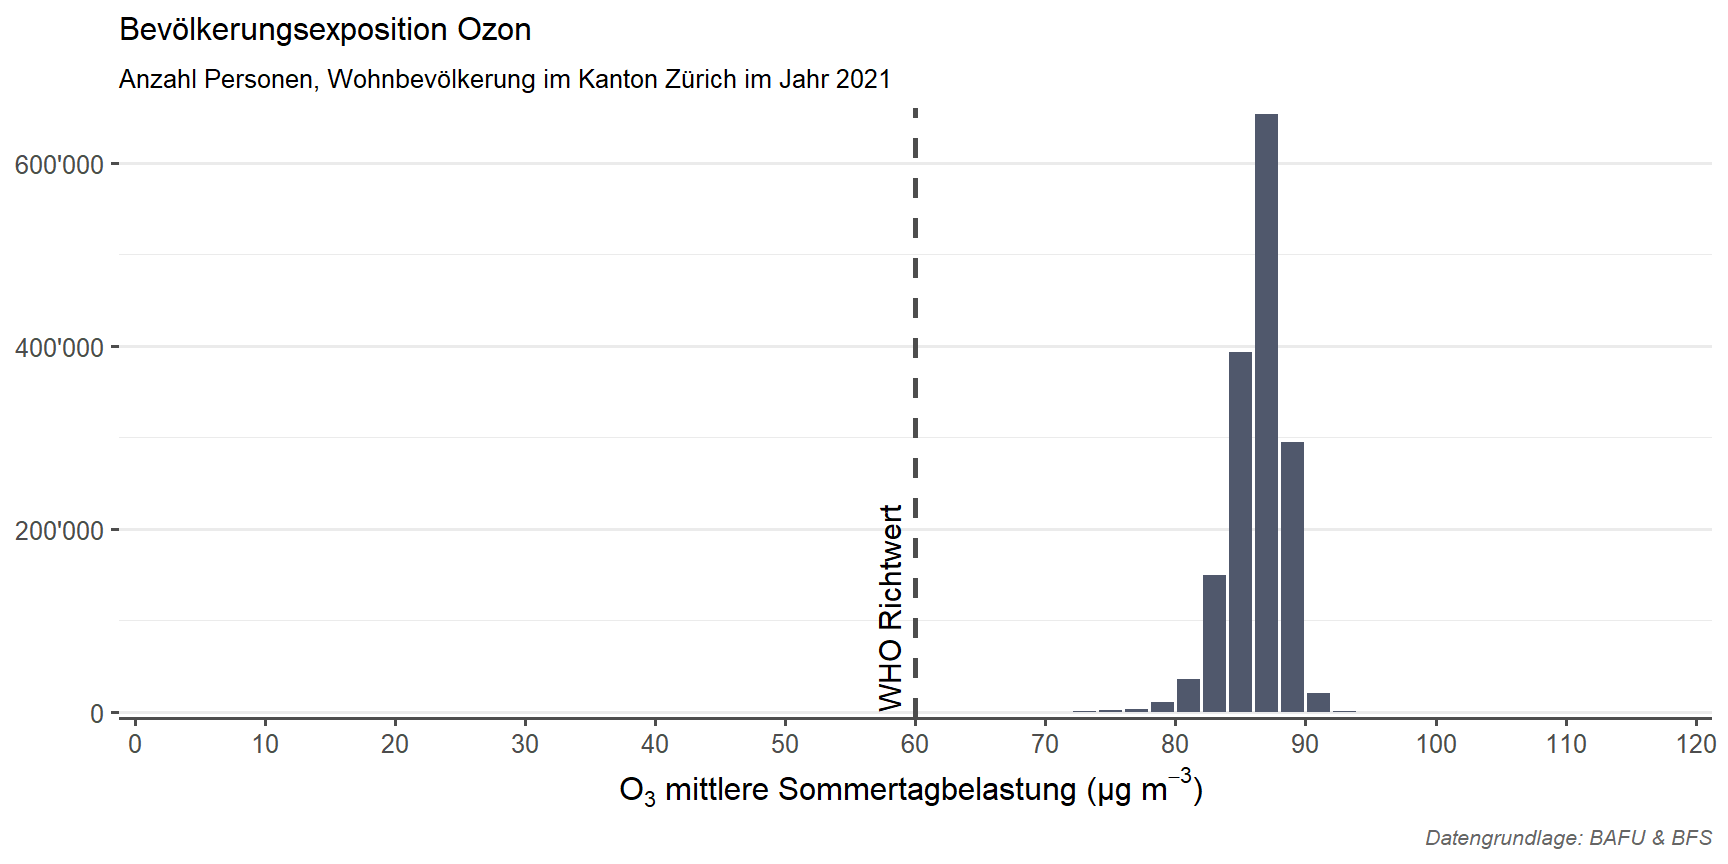 Bevölkerungsexposition Ozon
Anzahl Personen, Wohnbevölkerung im Kanton Zürich im Jahr 2021
600'000
400'000
200'000
0
WHO Richtwert
0 10 20 30 40 50 60 70 80 90 100 110 120
O₃ mittlere Sommertagbelastung (µg m⁻³)
Datengrundlage: BAFU & BFS